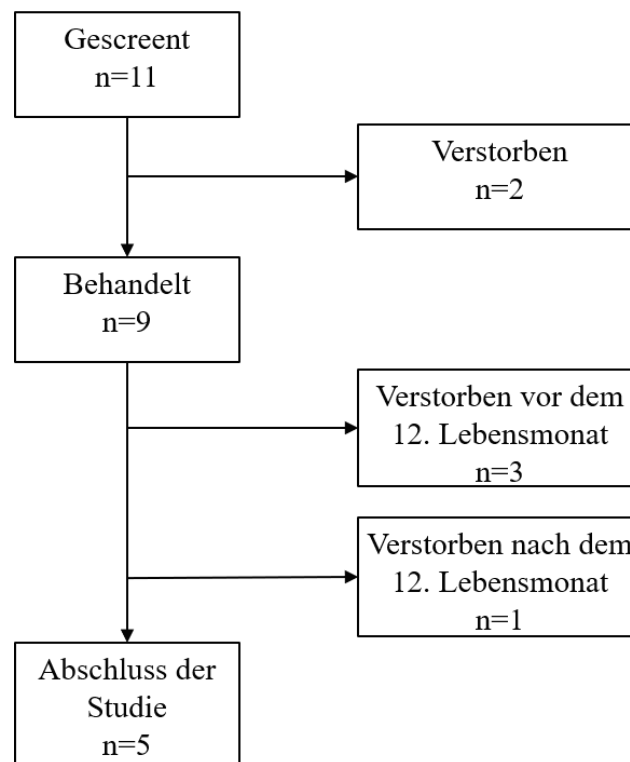 Gescreent
n=11
Verstorben
n=2
Behandelt
n=9
Verstorben vor dem
12. Lebensmonat
n=3
Verstorben nach dem
12. Lebensmonat
n=1
Abschluss der
Studie
n=5